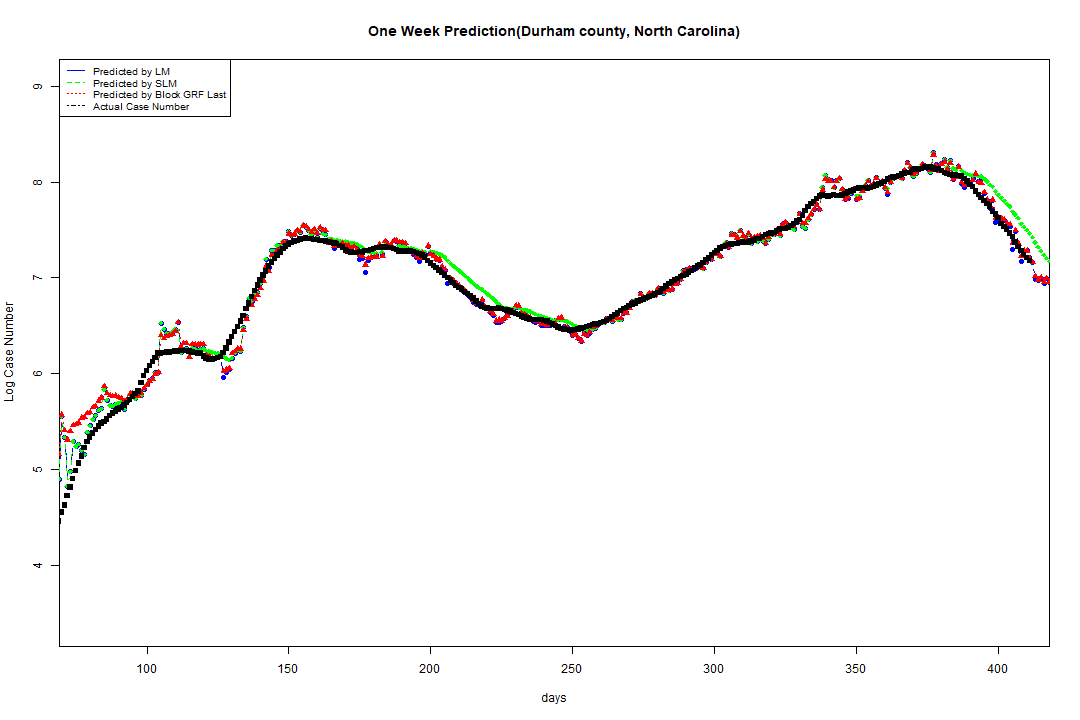 One Week Prediction(Durham county, North Carolina)
Predicted by LM
Predicted by SLM
Predicted by Block GRF Last
Actual Case Number
9
8
7
6
5
4
Log Case Number
100 150 200 250 300 350 400
days